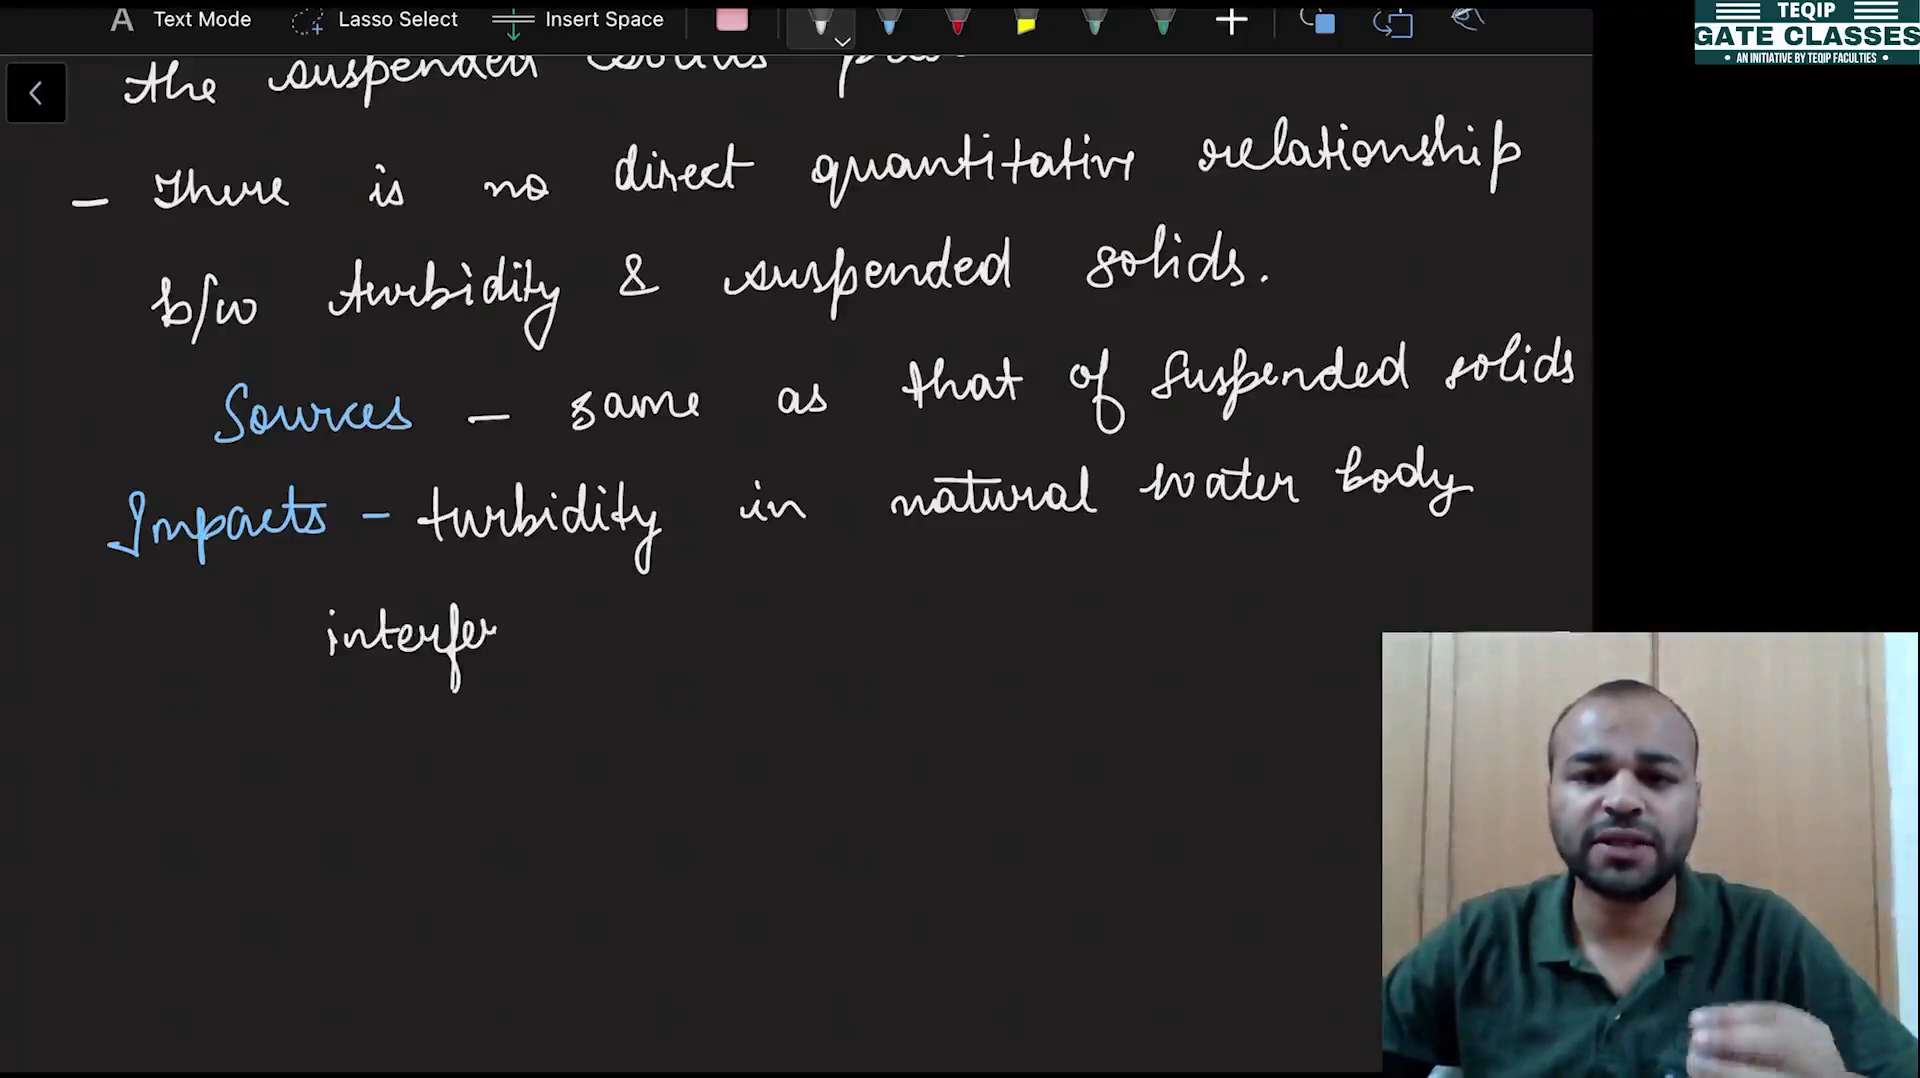 Text Mode Lasso Select Insert Space
TEQIP
GATE CLASSES
• AN INITIATIVE BY TEQIP FACULTIES •
the suspended
- There is no direct quantitative relationship
b/w turbidity & suspended solids.
Sources - same as that of suspended solids
Impacts - turbidity in natural water body
interfer